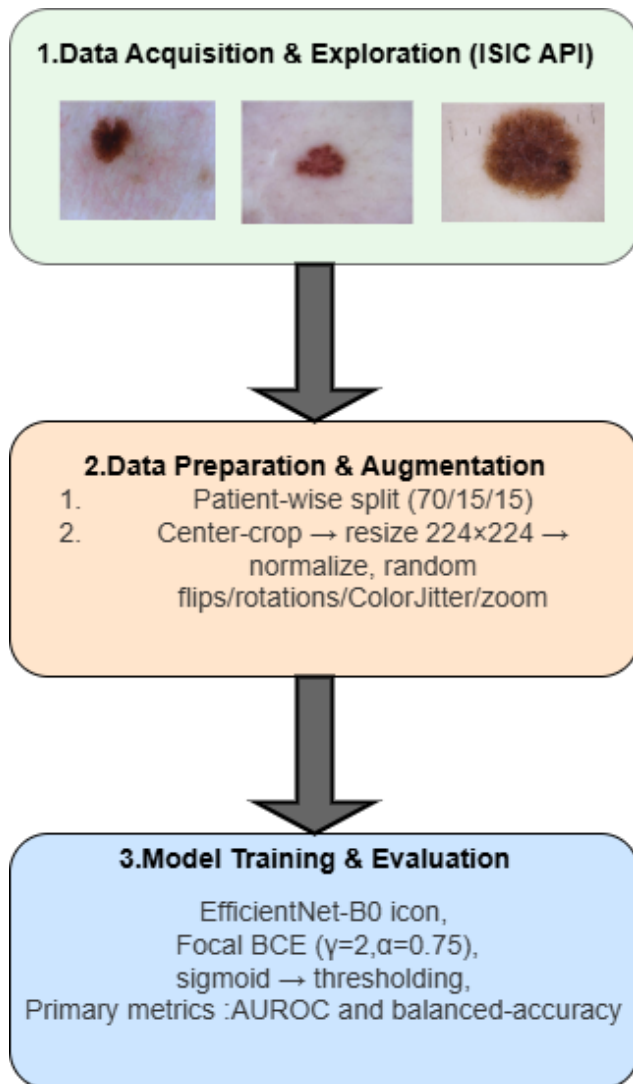 1.Data Acquisition & Exploration (ISIC API)
2.Data Preparation & Augmentation
1. Patient-wise split (70/15/15)
2. Center-crop → resize 224×224 →
normalize, random
flips/rotations/ColorJitter/zoom
3.Model Training & Evaluation
EfficientNet-B0 icon,
Focal BCE (γ=2,α=0.75),
sigmoid → thresholding,
Primary metrics :AUROC and balanced-accuracy